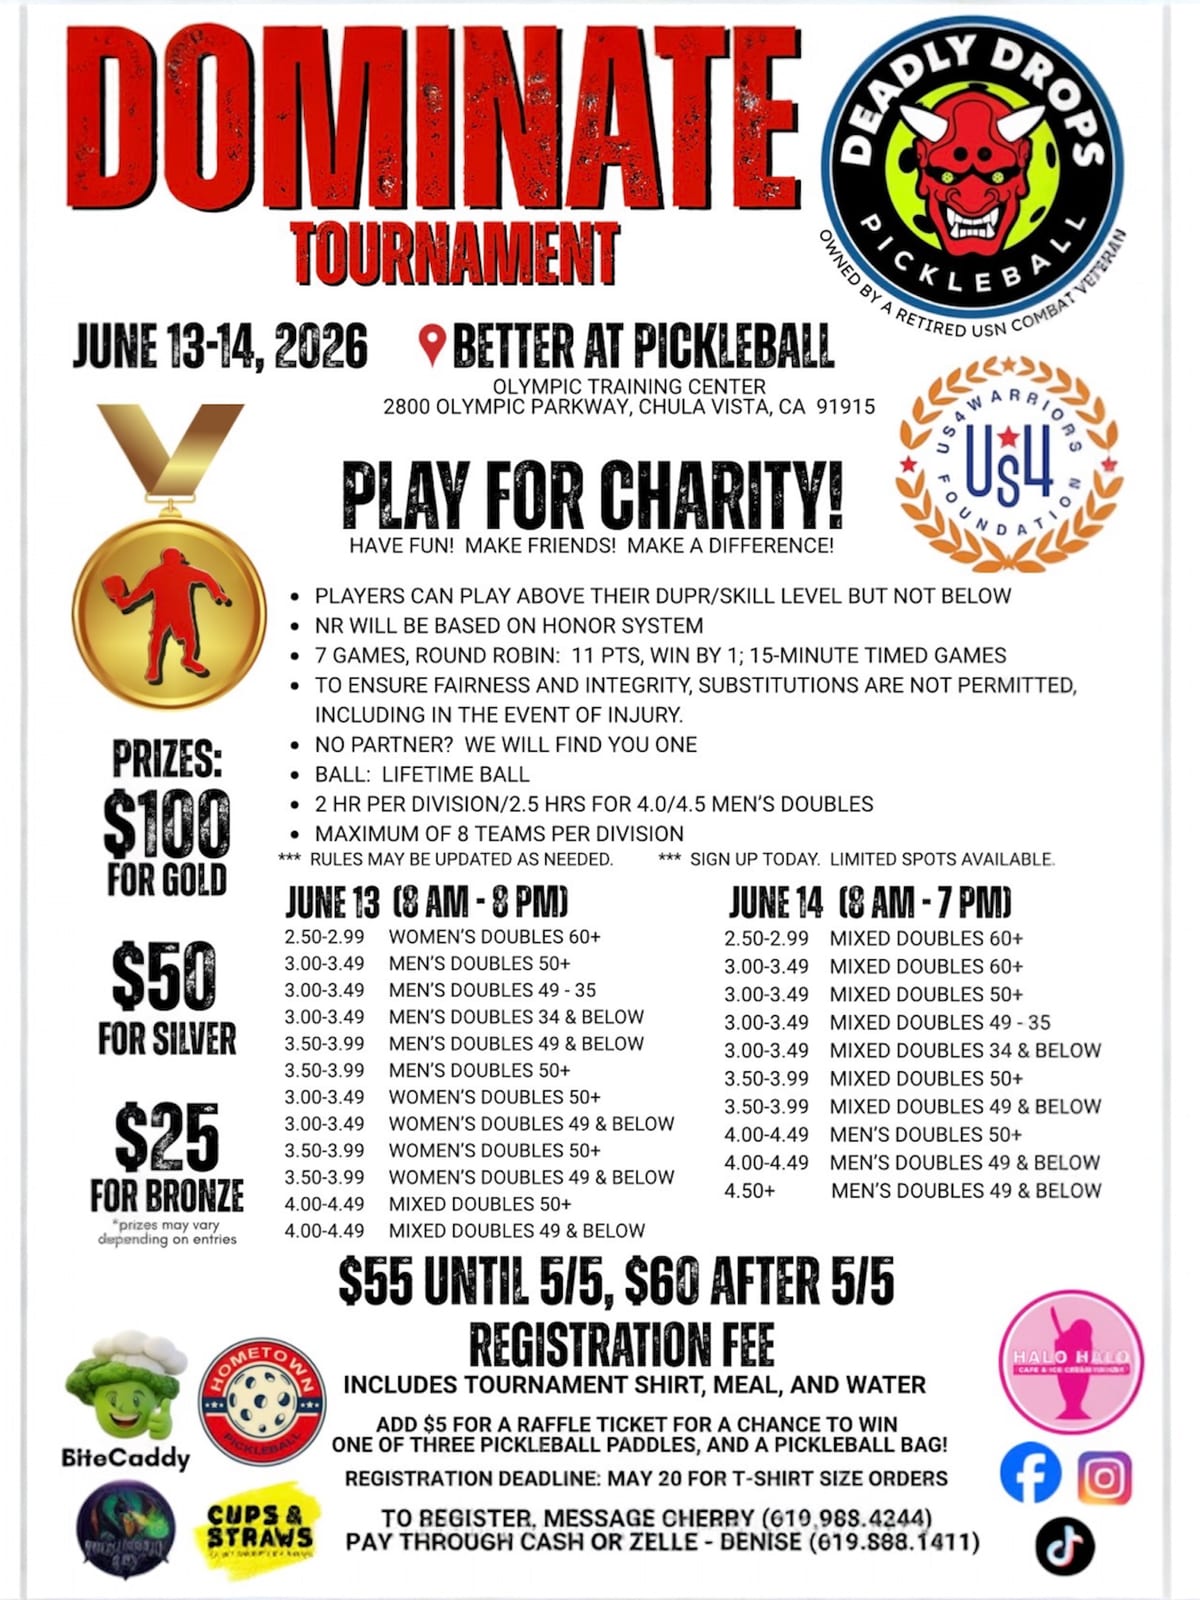 DOMINATE
TOURNAMENT
DEADLY DROPS
PICKLEBALL
OWNED BY A RETIRED USN COMBAT VETERAN
JUNE 13-14, 2026
BETTER AT PICKLEBALL
OLYMPIC TRAINING CENTER
2800 OLYMPIC PARKWAY, CHULA VISTA, CA 91915
US4WARRIORS
Us4
FOUNDATION
PLAY FOR CHARITY!
HAVE FUN! MAKE FRIENDS! MAKE A DIFFERENCE!
• PLAYERS CAN PLAY ABOVE THEIR DUPR/SKILL LEVEL BUT NOT BELOW
• NR WILL BE BASED ON HONOR SYSTEM
• 7 GAMES, ROUND ROBIN: 11 PTS, WIN BY 1; 15-MINUTE TIMED GAMES
• TO ENSURE FAIRNESS AND INTEGRITY, SUBSTITUTIONS ARE NOT PERMITTED,
INCLUDING IN THE EVENT OF INJURY.
• NO PARTNER? WE WILL FIND YOU ONE
• BALL: LIFETIME BALL
• 2 HR PER DIVISION/2.5 HRS FOR 4.0/4.5 MEN'S DOUBLES
• MAXIMUM OF 8 TEAMS PER DIVISION
*** RULES MAY BE UPDATED AS NEEDED. *** SIGN UP TODAY. LIMITED SPOTS AVAILABLE.
PRIZES:
$100
FOR GOLD
$50
FOR SILVER
$25
FOR BRONZE
*prizes may vary
depending on entries
JUNE 13 (8 AM - 8 PM)
2.50-2.99 WOMEN'S DOUBLES 60+
3.00-3.49 MEN'S DOUBLES 50+
3.00-3.49 MEN'S DOUBLES 49 - 35
3.00-3.49 MEN'S DOUBLES 34 & BELOW
3.50-3.99 MEN'S DOUBLES 49 & BELOW
3.50-3.99 MEN'S DOUBLES 50+
3.00-3.49 WOMEN'S DOUBLES 50+
3.00-3.49 WOMEN'S DOUBLES 49 & BELOW
3.50-3.99 WOMEN'S DOUBLES 50+
3.50-3.99 WOMEN'S DOUBLES 49 & BELOW
4.00-4.49 MIXED DOUBLES 50+
4.00-4.49 MIXED DOUBLES 49 & BELOW
JUNE 14 (8 AM - 7 PM)
2.50-2.99 MIXED DOUBLES 60+
3.00-3.49 MIXED DOUBLES 60+
3.00-3.49 MIXED DOUBLES 50+
3.00-3.49 MIXED DOUBLES 49 - 35
3.00-3.49 MIXED DOUBLES 34 & BELOW
3.50-3.99 MIXED DOUBLES 50+
3.50-3.99 MIXED DOUBLES 49 & BELOW
4.00-4.49 MEN'S DOUBLES 50+
4.00-4.49 MEN'S DOUBLES 49 & BELOW
4.50+ MEN'S DOUBLES 49 & BELOW
$55 UNTIL 5/5, $60 AFTER 5/5
REGISTRATION FEE
INCLUDES TOURNAMENT SHIRT, MEAL, AND WATER
ADD $5 FOR A RAFFLE TICKET FOR A CHANCE TO WIN
ONE OF THREE PICKLEBALL PADDLES, AND A PICKLEBALL BAG!
REGISTRATION DEADLINE: MAY 20 FOR T-SHIRT SIZE ORDERS
TO REGISTER, MESSAGE CHERRY (619.988.4244)
PAY THROUGH CASH OR ZELLE - DENISE (619.888.1411)
BiteCaddy
HOMETOWN
PICKLEBALL
CUPS &
STRAWS
HALO HALO
CAFE & ICE CREAM